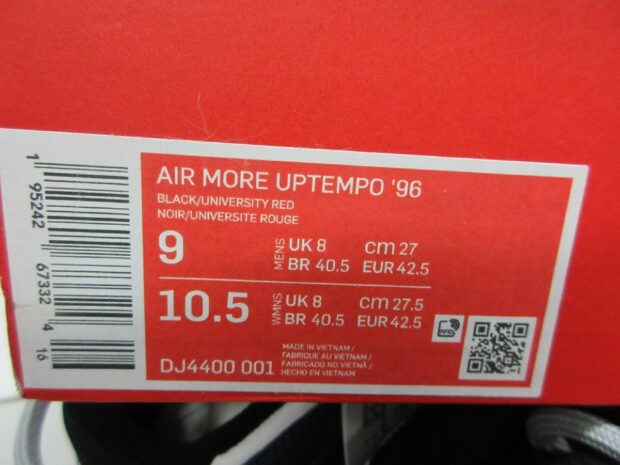 AIR MORE UPTEMPO '96
BLACK/UNIVERSITY RED
NOIR/UNIVERSITE ROUGE
9
MENS
UK 8 cm 27
BR 40.5 EUR 42.5
10.5
WMNS
UK 8 cm 27.5
BR 40.5 EUR 42.5
DJ4400 001
MADE IN VIETNAM /
FABRIQUE AU VIETNAM /
FABRICADO NO VIETNÃ /
HECHO EN VIETNAM
RFID
1 95242 67332 4 16